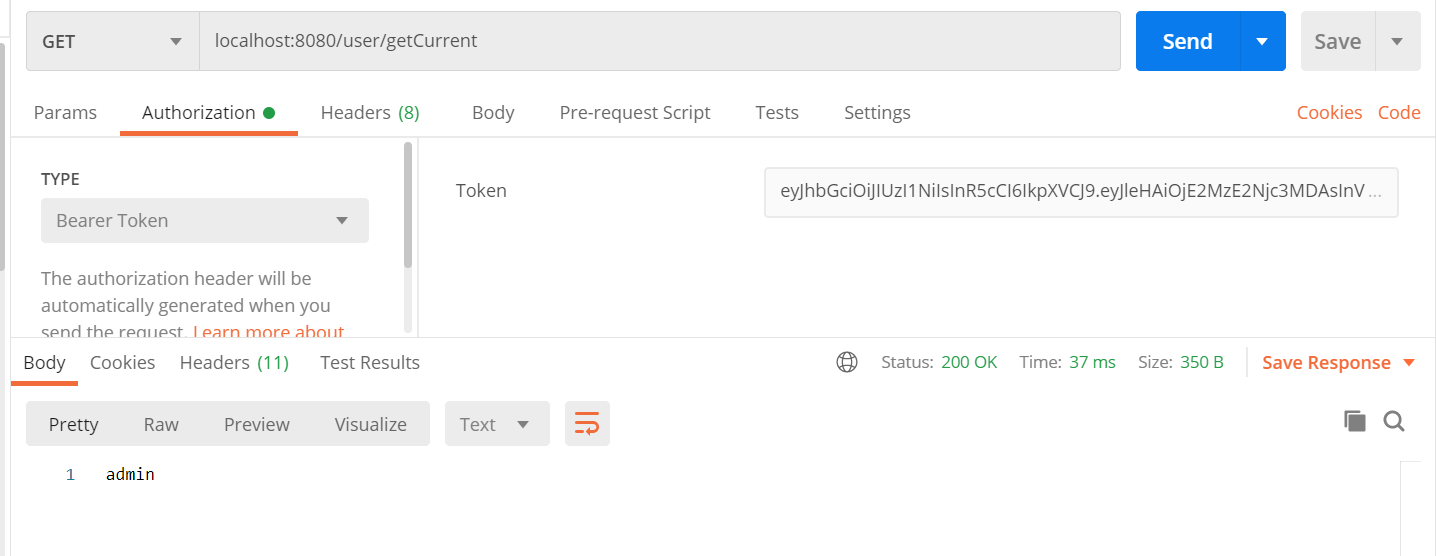 GET localhost:8080/user/getCurrent Send Save
Params Authorization Headers (8) Body Pre-request Script Tests Settings Cookies Code
TYPE
Token eyJhbGciOiJIUzI1NiIsInR5cCI6IkpXVCJ9.eyJleHAiOjE2MzE2Njc3MDAsInV ...
Bearer Token
The authorization header will be
automatically generated when you
send the request. Learn more about
Body Cookies Headers (11) Test Results Status: 200 OK Time: 37 ms Size: 350 B Save Response
Pretty Raw Preview Visualize Text
1 admin